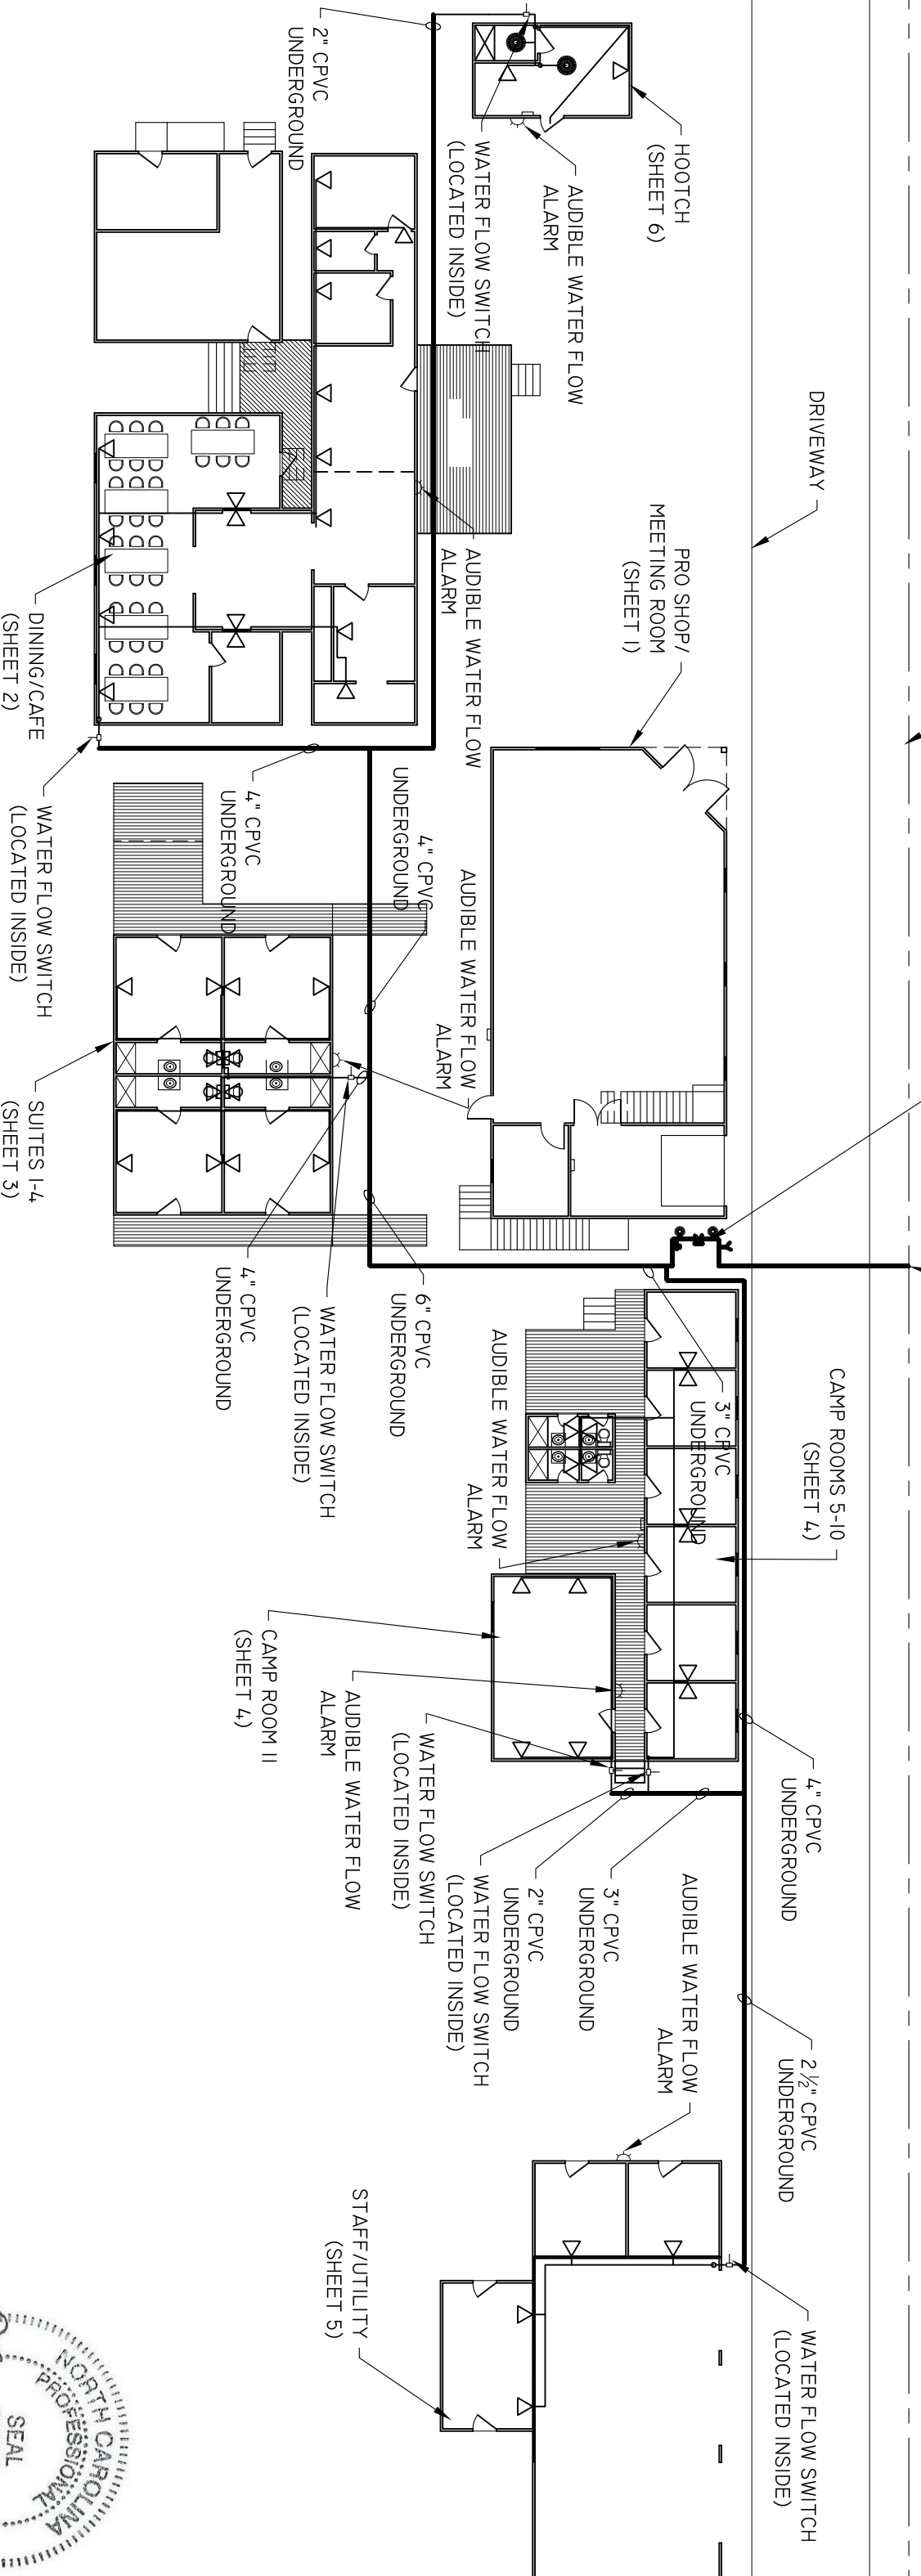 DRIVEWAY
HOOTCH
(SHEET 6)
AUDIBLE WATER FLOW
ALARM
WATER FLOW SWITCH
(LOCATED INSIDE)
2" CPVC
UNDERGROUND
PRO SHOP/
MEETING ROOM
(SHEET 1)
AUDIBLE WATER FLOW
ALARM
DINING/CAFE
(SHEET 2)
WATER FLOW SWITCH
(LOCATED INSIDE)
4" CPVC
UNDERGROUND
4" CPVC
UNDERGROUND
AUDIBLE WATER FLOW
ALARM
SUITES 1-4
(SHEET 3)
4" CPVC
UNDERGROUND
WATER FLOW SWITCH
(LOCATED INSIDE)
6" CPVC
UNDERGROUND
3" CPVC
UNDERGROUND
CAMP ROOMS 5-10
(SHEET 4)
AUDIBLE WATER FLOW
ALARM
CAMP ROOM 11
(SHEET 4)
AUDIBLE WATER FLOW
ALARM
WATER FLOW SWITCH
(LOCATED INSIDE)
WATER FLOW SWITCH
(LOCATED INSIDE)
2" CPVC
UNDERGROUND
3" CPVC
UNDERGROUND
4" CPVC
UNDERGROUND
AUDIBLE WATER FLOW
ALARM
2½" CPVC
UNDERGROUND
STAFF/UTILITY
(SHEET 5)
WATER FLOW SWITCH
(LOCATED INSIDE)
NORTH CAROLINA
PROFESSIONAL
SEAL